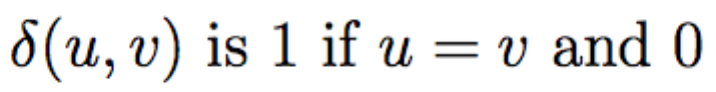 δ(u, v) is 1 if u = v and 0